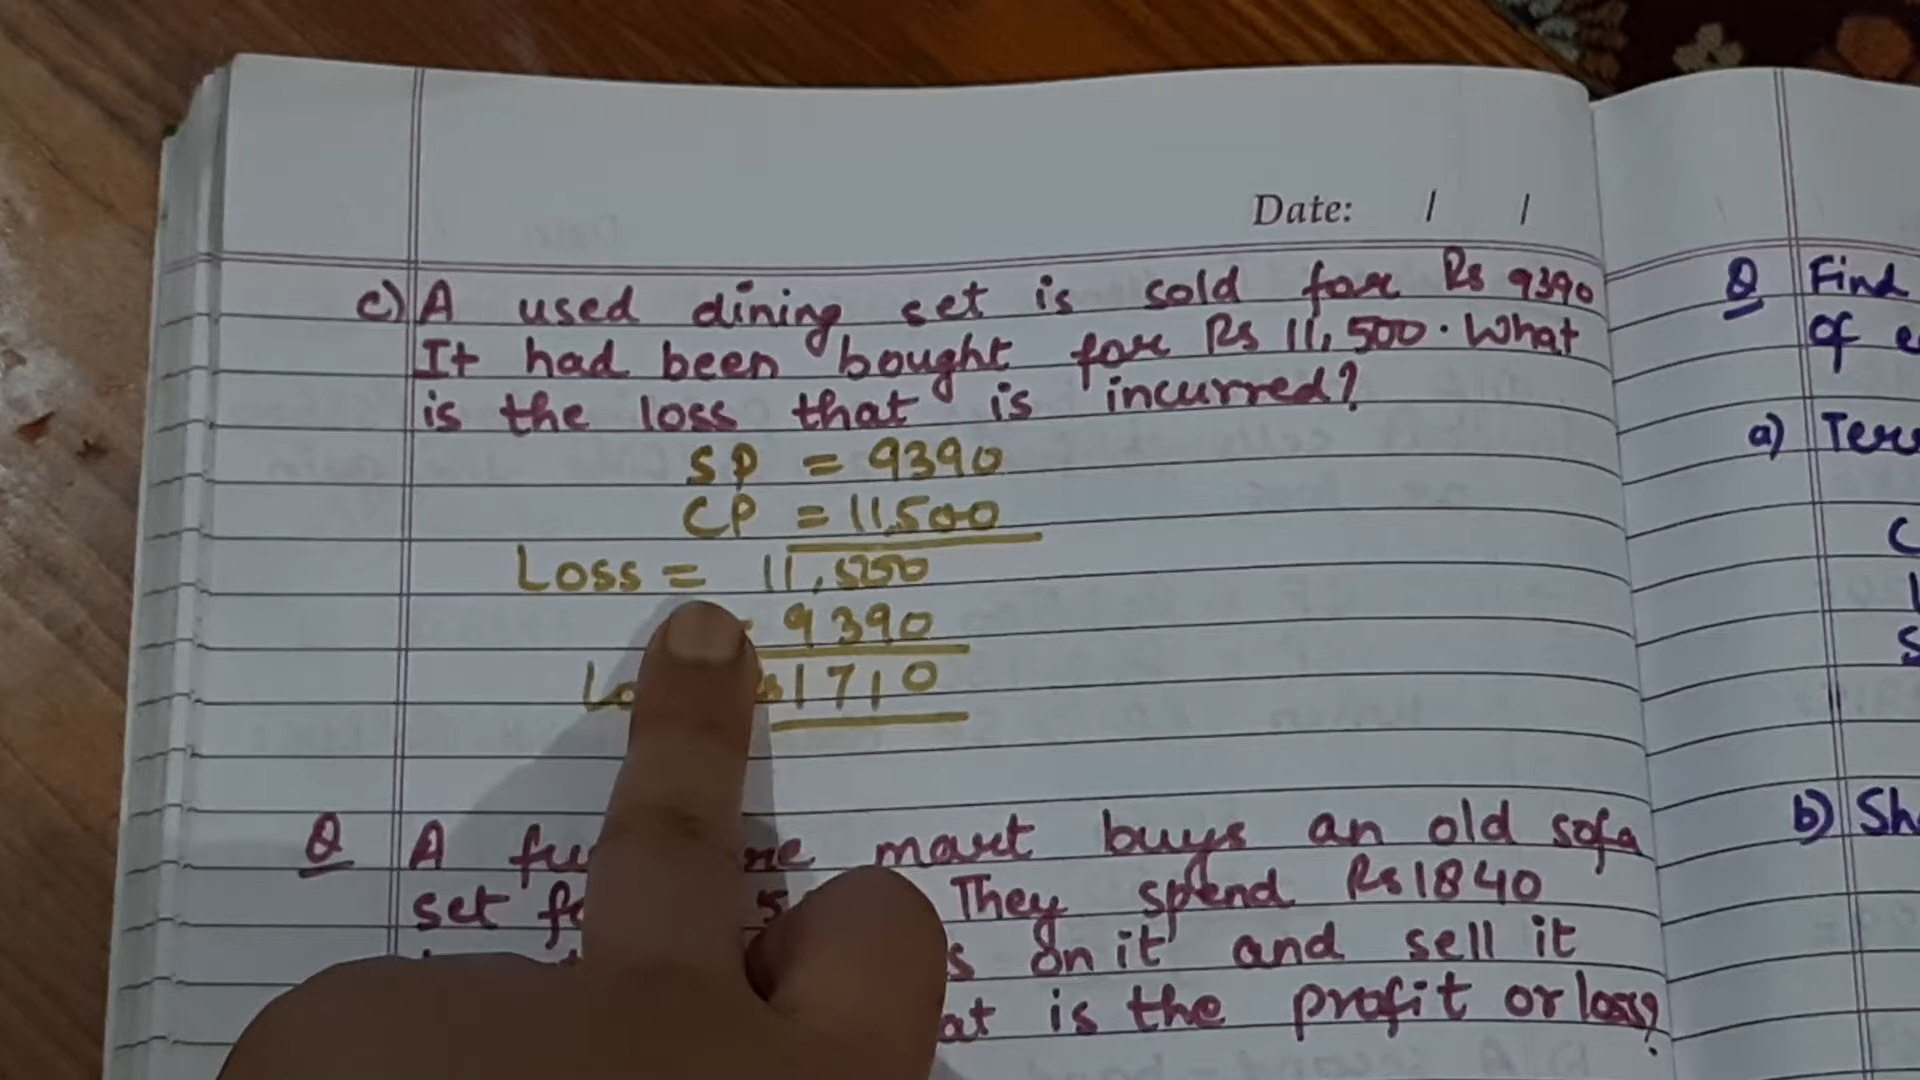 Date: / /
c) A used dining set is sold for Rs 9390
It had been bought for Rs 11,500. What
is the loss that is incurred?
SP = 9390
CP = 11,500
Loss = 11,500
- 9390
1710
Q A mart buys an old sofa
set They spend Rs 1840
on it and sell it
is the profit or loss?
Q Find
of
a)
b)